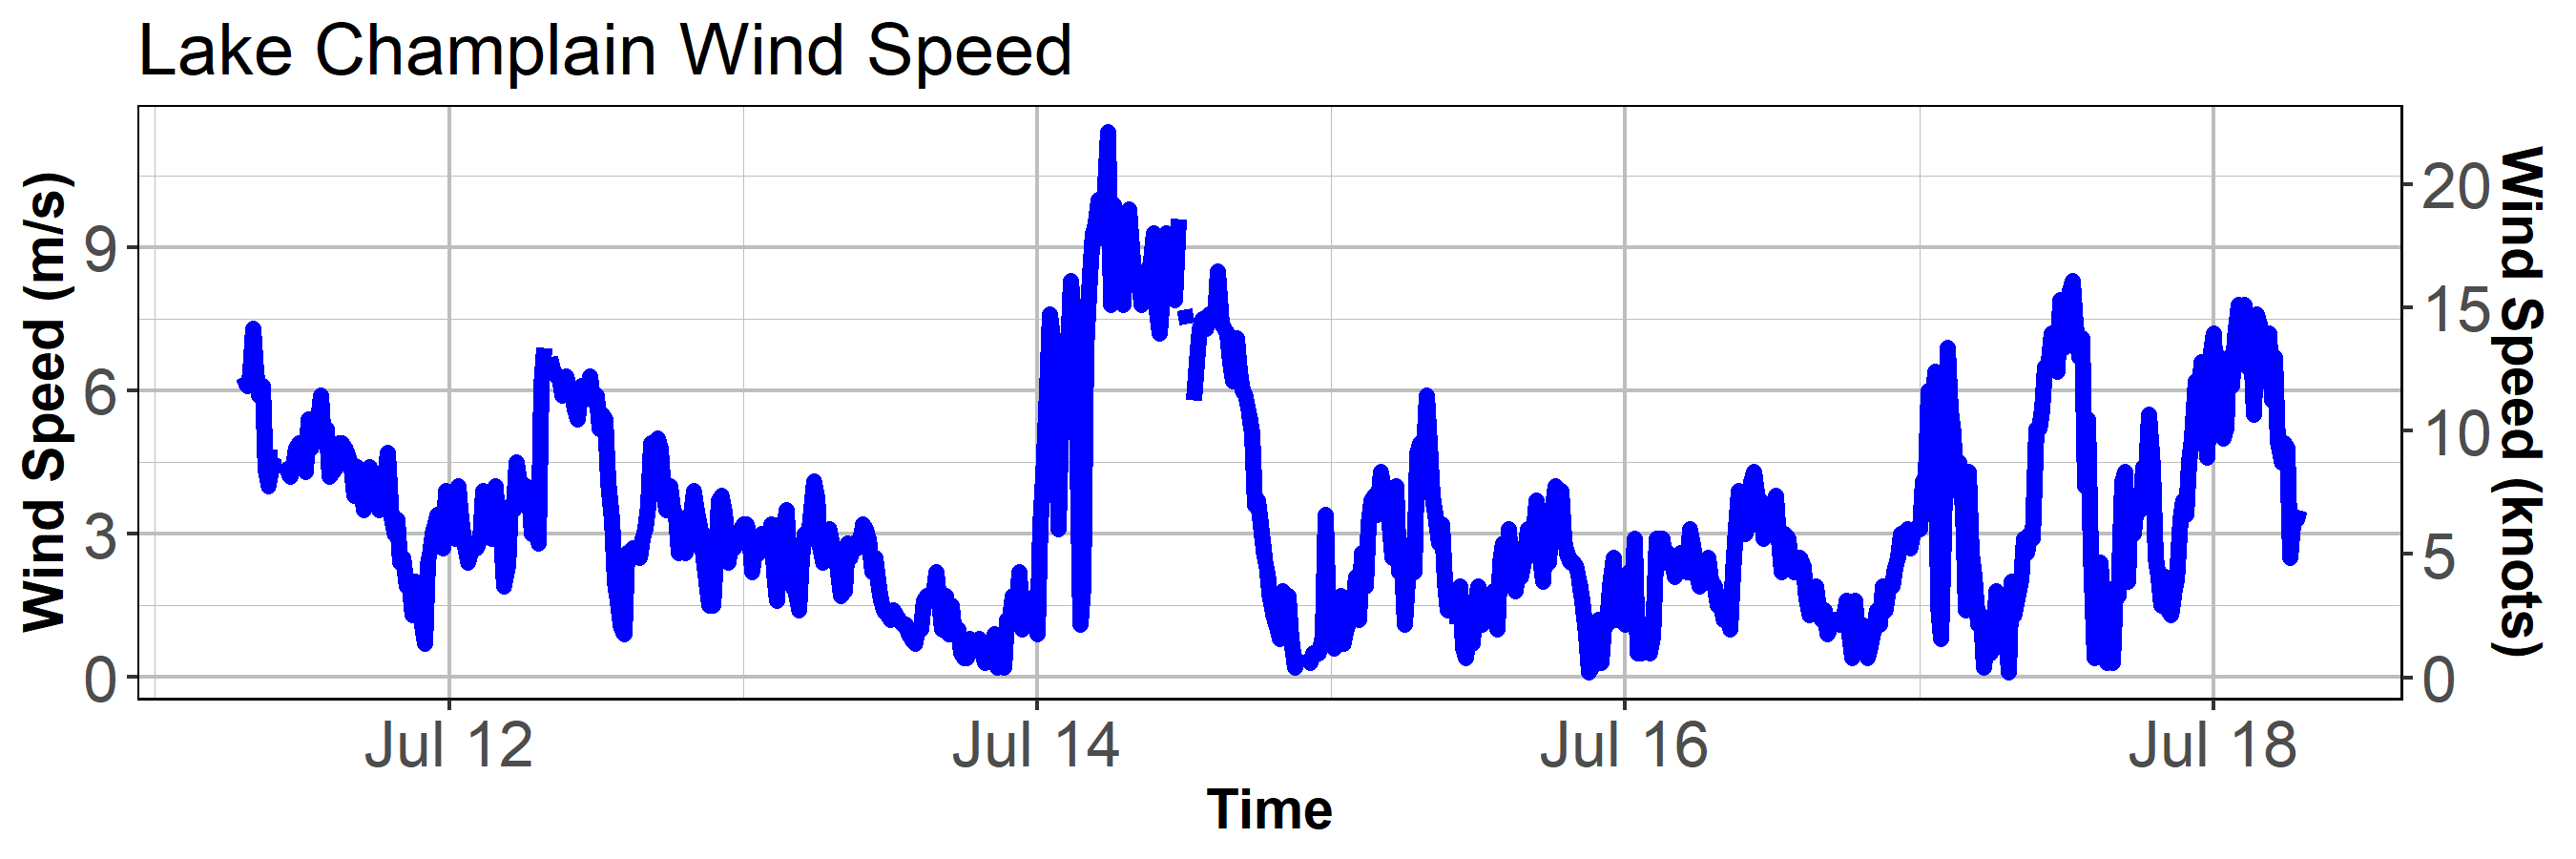 Lake Champlain Wind Speed
Wind Speed (m/s)
9
6
3
0
20
15
10
5
0
Wind Speed (knots)
Jul 12
Jul 14
Jul 16
Jul 18
Time